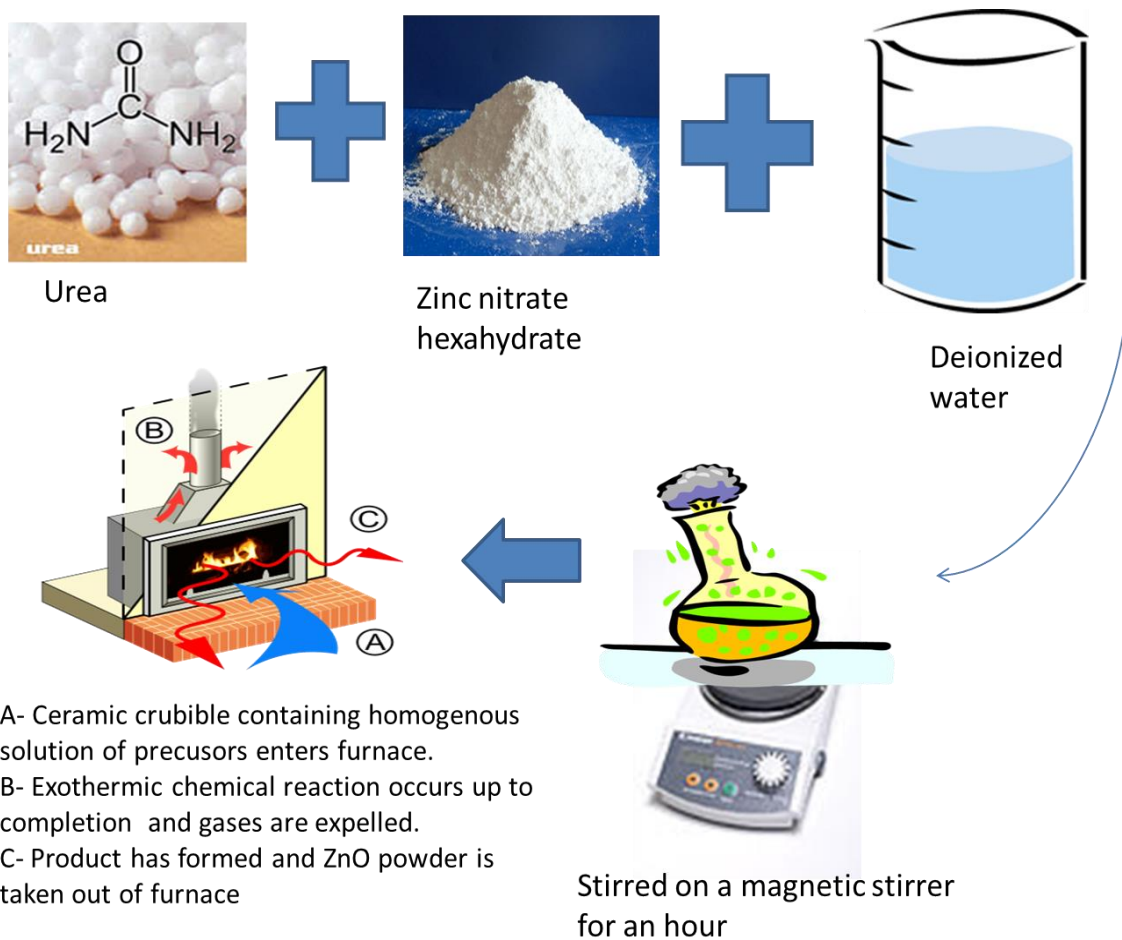 O
C
H₂N NH₂
urea
Urea
Zinc nitrate
hexahydrate
Deionized
water
B
C
A
A- Ceramic crubible containing homogenous
solution of precusors enters furnace.
B- Exothermic chemical reaction occurs up to
completion and gases are expelled.
C- Product has formed and ZnO powder is
taken out of furnace
Stirred on a magnetic stirrer
for an hour